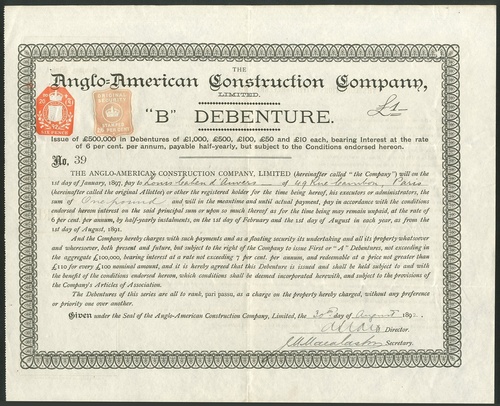 THE
Anglo-American Construction Company,
LIMITED.
"B" DEBENTURE.
£1
Issue of £500,000 in Debentures of £1,000, £500, £100, £50 and £10 each, bearing Interest at the rate
of 6 per cent. per annum, payable half-yearly, but subject to the Conditions endorsed hereon.
No. 39
THE ANGLO-AMERICAN CONSTRUCTION COMPANY, LIMITED (hereinafter called "the Company") will on the
1st day of January, 1897, pay to Louis Cahen d'Anvers of 49 Rue Cambon, Paris
(hereinafter called the original Allottee) or other the registered holder for the time being hereof, his executors or administrators, the
sum of One pound and will in the meantime and until actual payment, pay in accordance with the conditions
endorsed hereon interest on the said principal sum or upon so much thereof as for the time being may remain unpaid, at the rate of
6 per cent. per annum, by half-yearly instalments, on the 1st day of February and the 1st day of August in each year, as from the
1st day of August, 1891.
And the Company hereby charges with such payments and as a floating security its undertaking and all its property whatsoever
and wheresoever, both present and future, but subject to the right of the Company to issue First or "A" Debentures, not exceeding in
the aggregate £100,000, bearing interest at a rate not exceeding 7 per cent. per annum, and redeemable at a price not greater than
£110 for every £100 nominal amount, and it is hereby agreed that this Debenture is issued and shall be held subject to and with
the benefit of the conditions endorsed hereon, which conditions shall be deemed incorporated herewith, and subject to the provisions
of the Company's Articles of Association.
The Debentures of this series are all to rank, pari passu, as a charge on the property hereby charged, without any preference
or priority one over another.
Given under the Seal of the Anglo-American Construction Company, Limited, the 30th day of August 1892.
Director.
Secretary.